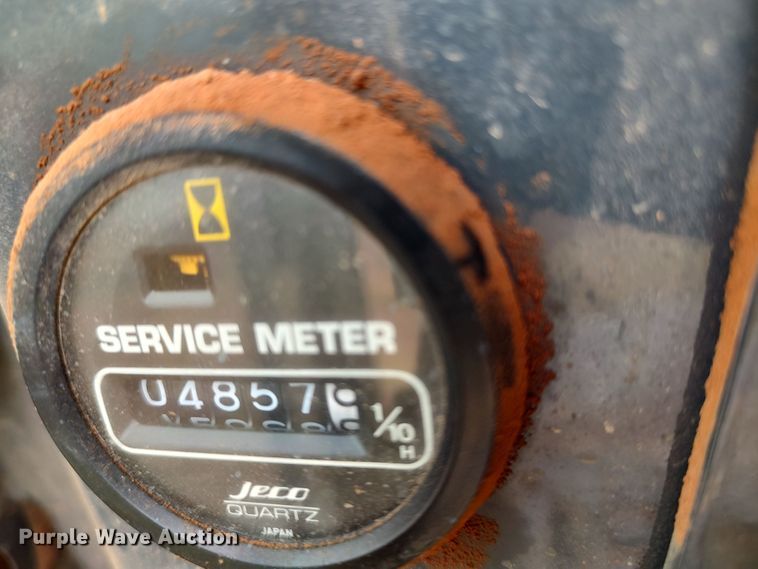 SERVICE METER
04857
1/10
H
Jeco
QUARTZ
JAPAN
Purple Wave Auction